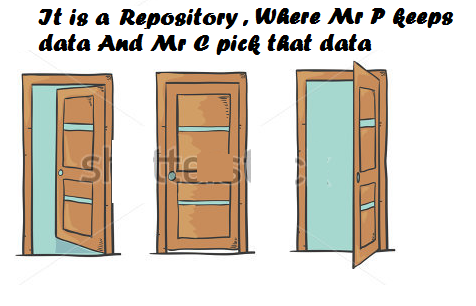 It is a Repository , Where Mr P keeps
data And Mr C pick that data